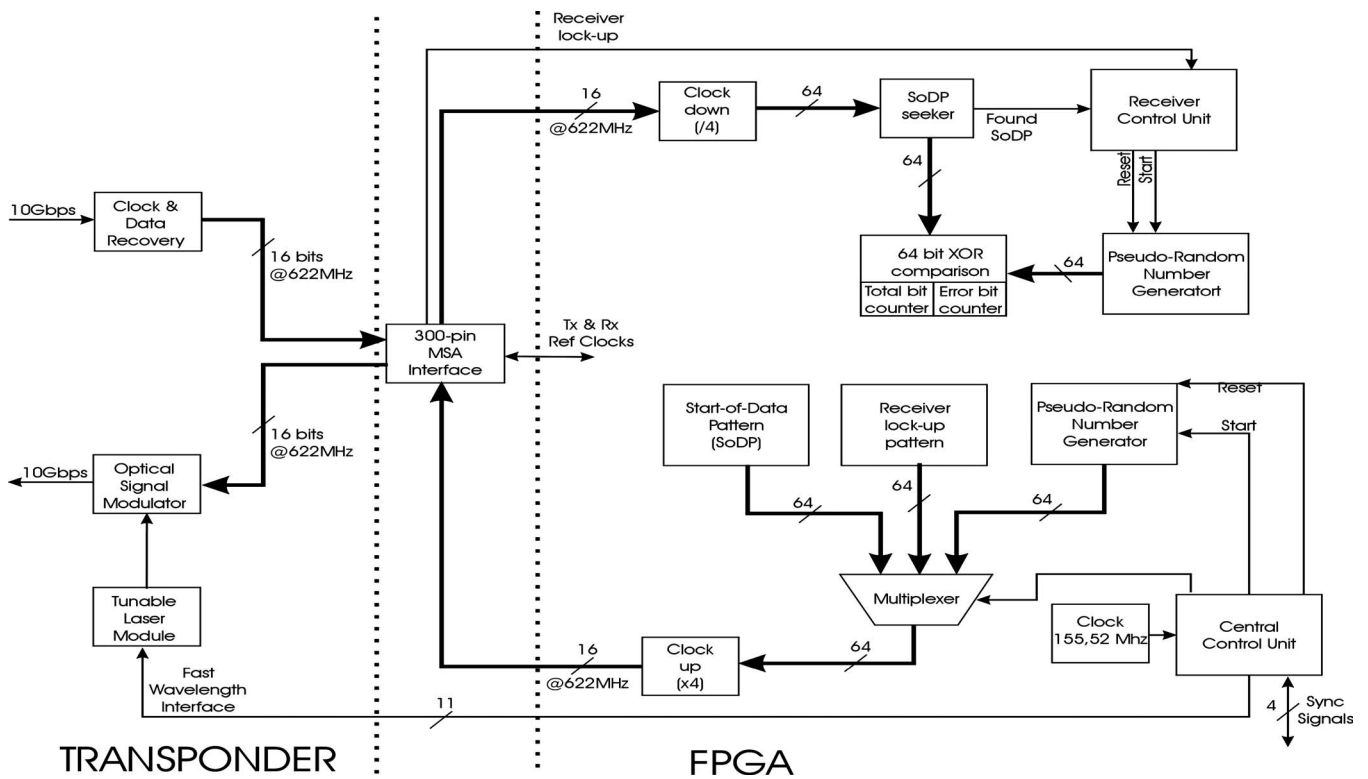 Receiver
lock-up
16
@622MHz
Clock
down
(/4)
64
SoDP
seeker
Found
SoDP
Receiver
Control Unit
Reset
Start
64
10Gbps
Clock &
Data
Recovery
16 bits
@622MHz
64 bit XOR
comparison
Total bit
counter
Error bit
counter
64
Pseudo-Random
Number
Generatort
300-pin
MSA
Interface
Tx & Rx
Ref Clocks
16 bits
@622MHz
10Gbps
Optical
Signal
Modulator
Start-of-Data
Pattern
(SoDP)
Receiver
lock-up
pattern
Pseudo-Random
Number
Generator
Reset
Start
64
64
64
Multiplexer
Tunable
Laser
Module
Clock
155,52 Mhz
Central
Control Unit
16
@622MHz
Clock
up
(x4)
64
Fast
Wavelength
Interface
11
4
Sync
Signals
TRANSPONDER
FPGA